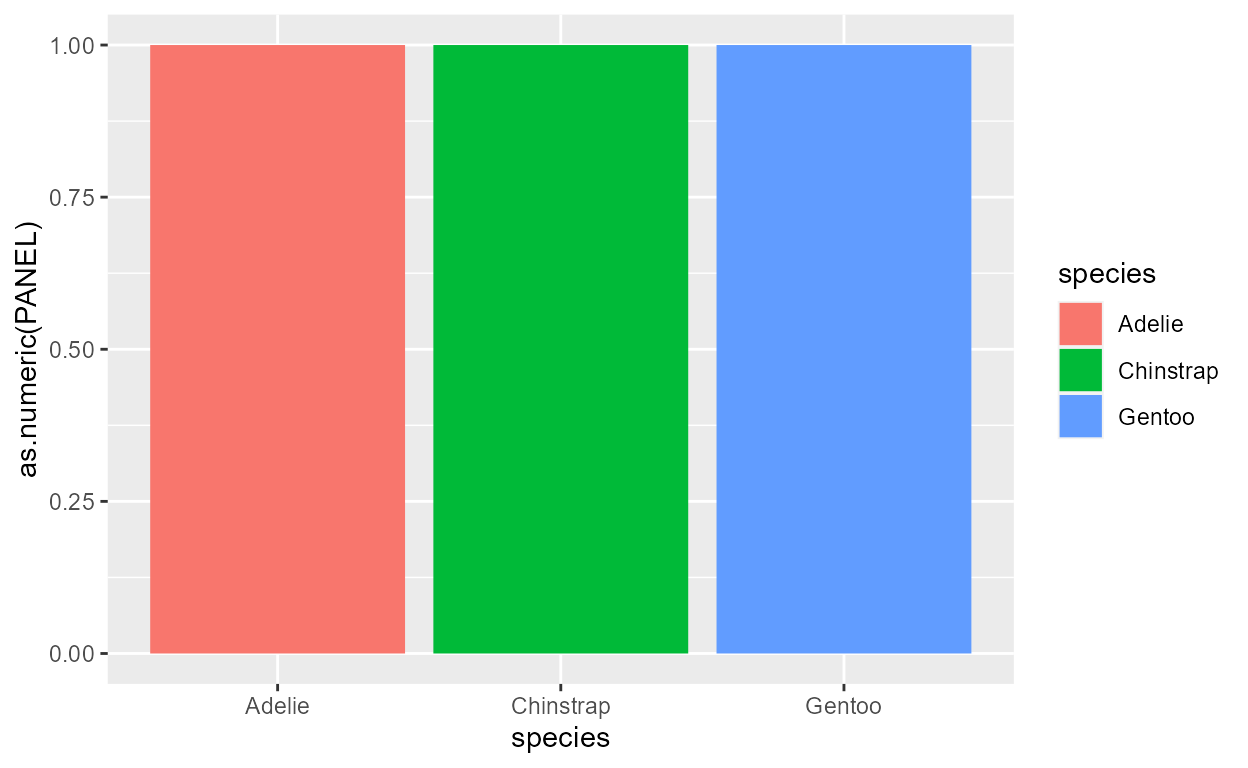 as.numeric(PANEL)
1.00
0.75
0.50
0.25
0.00
Adelie
Chinstrap
Gentoo
species
species
Adelie
Chinstrap
Gentoo